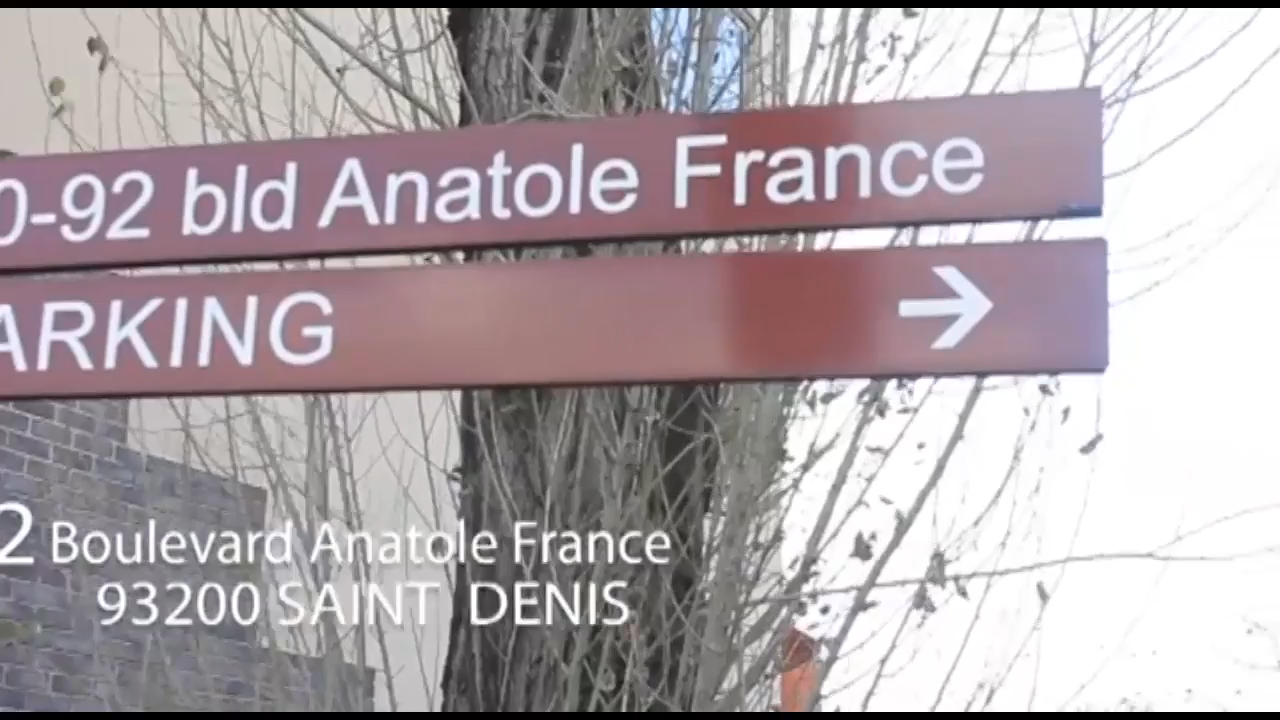 0-92 bld Anatole France
ARKING →
2 Boulevard Anatole France
93200 SAINT DENIS